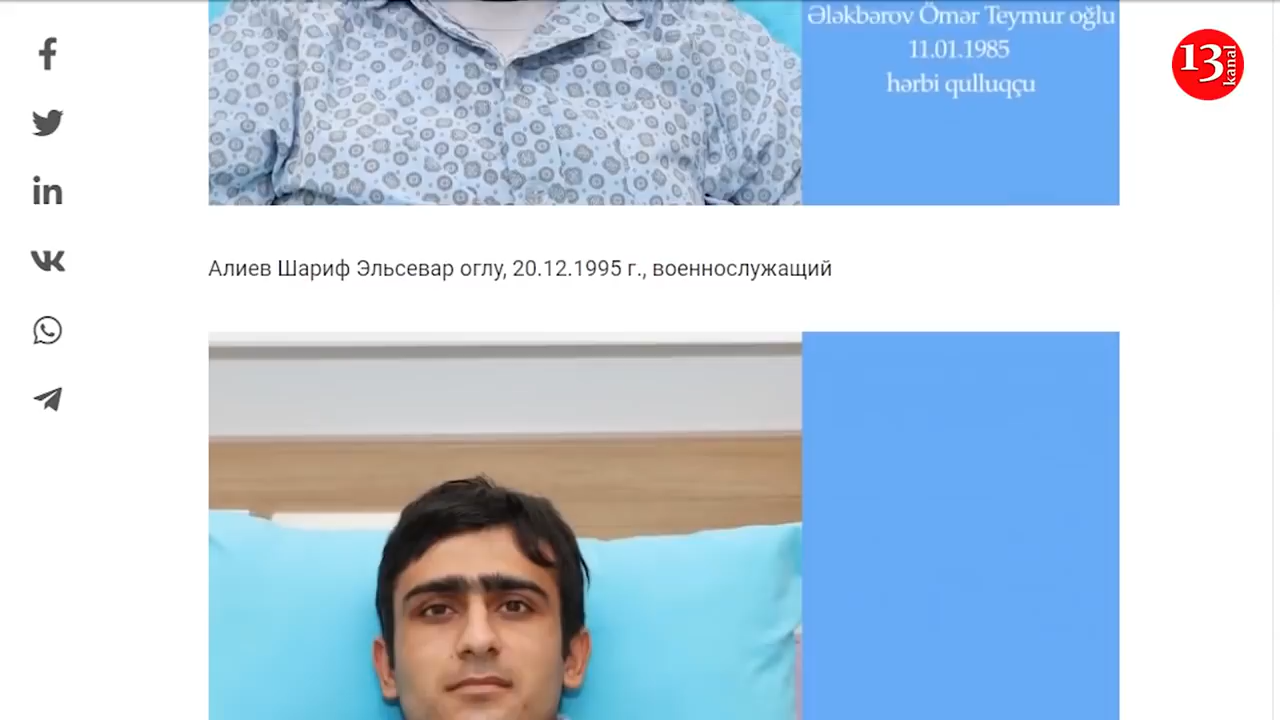 Ələkbərov Ömər Teymur oğlu
11.01.1985
hərbi qulluqçu
13 kanal
in
Алиев Шариф Эльсевар оглу, 20.12.1995 г., военнослужащий